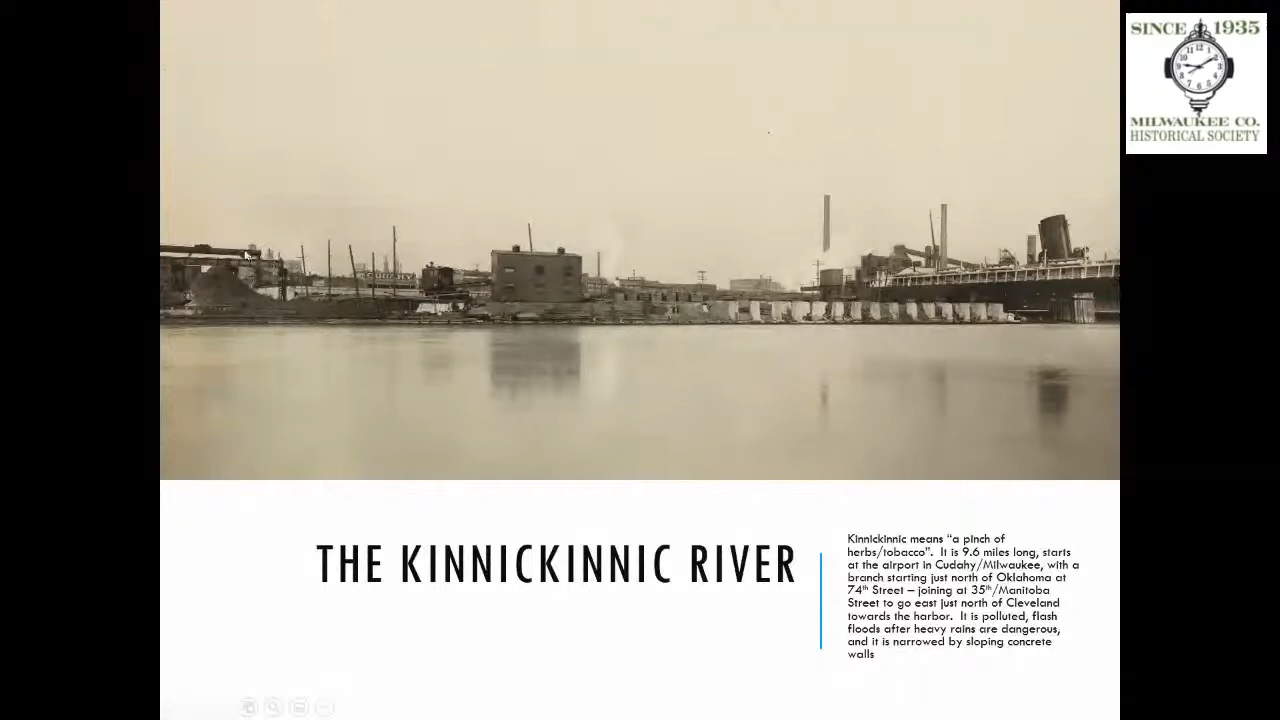 SINCE 1935
12
MILWAUKEE CO.
HISTORICAL SOCIETY
THE KINNICKINNIC RIVER
Kinnickinnic means “a pinch of
herbs/tobacco”.  It is 9.6 miles long, starts
at the airport in Cudahy/Milwaukee, with a
branch starting just north of Oklahoma at
74th Street – joining at 35th/Manitoba
Street to go east just north of Cleveland
towards the harbor.  It is polluted, flash
floods after heavy rains are dangerous,
and it is narrowed by sloping concrete
walls